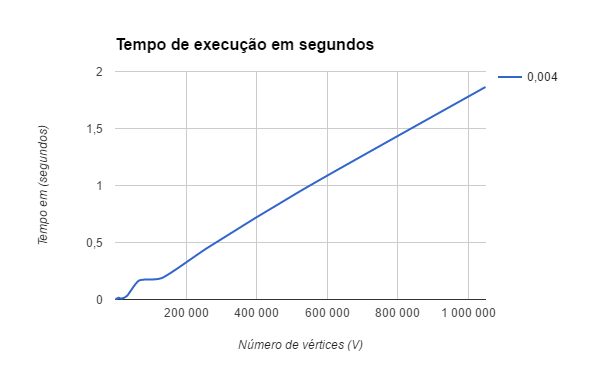 Tempo de execução em segundos
0,004
2
1,5
1
0,5
0
Tempo em (segundos)
200 000 400 000 600 000 800 000 1 000 000
Número de vértices (V)